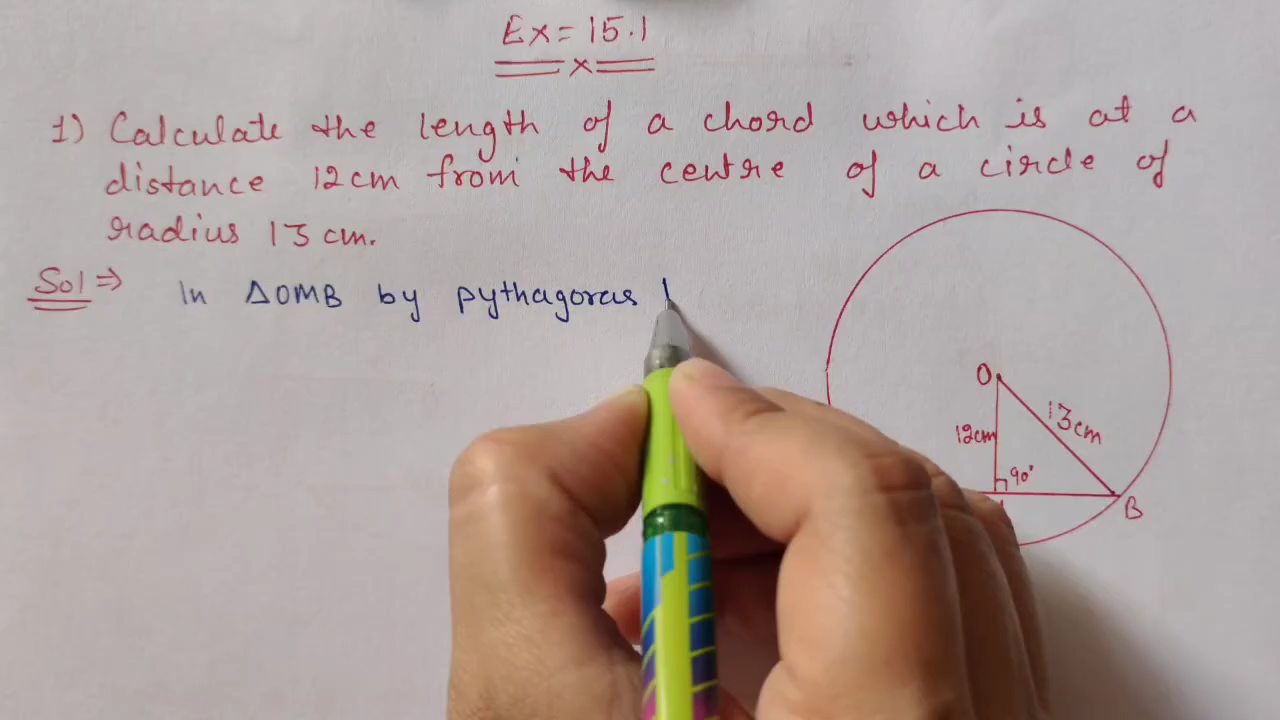 Ex = 15.1
1) Calculate the length of a chord which is at a
distance 12cm from the centre of a circle of
radius 13 cm.
Sol ⇒ In ΔOMB by pythagoras
O
12cm
13cm
90°
B